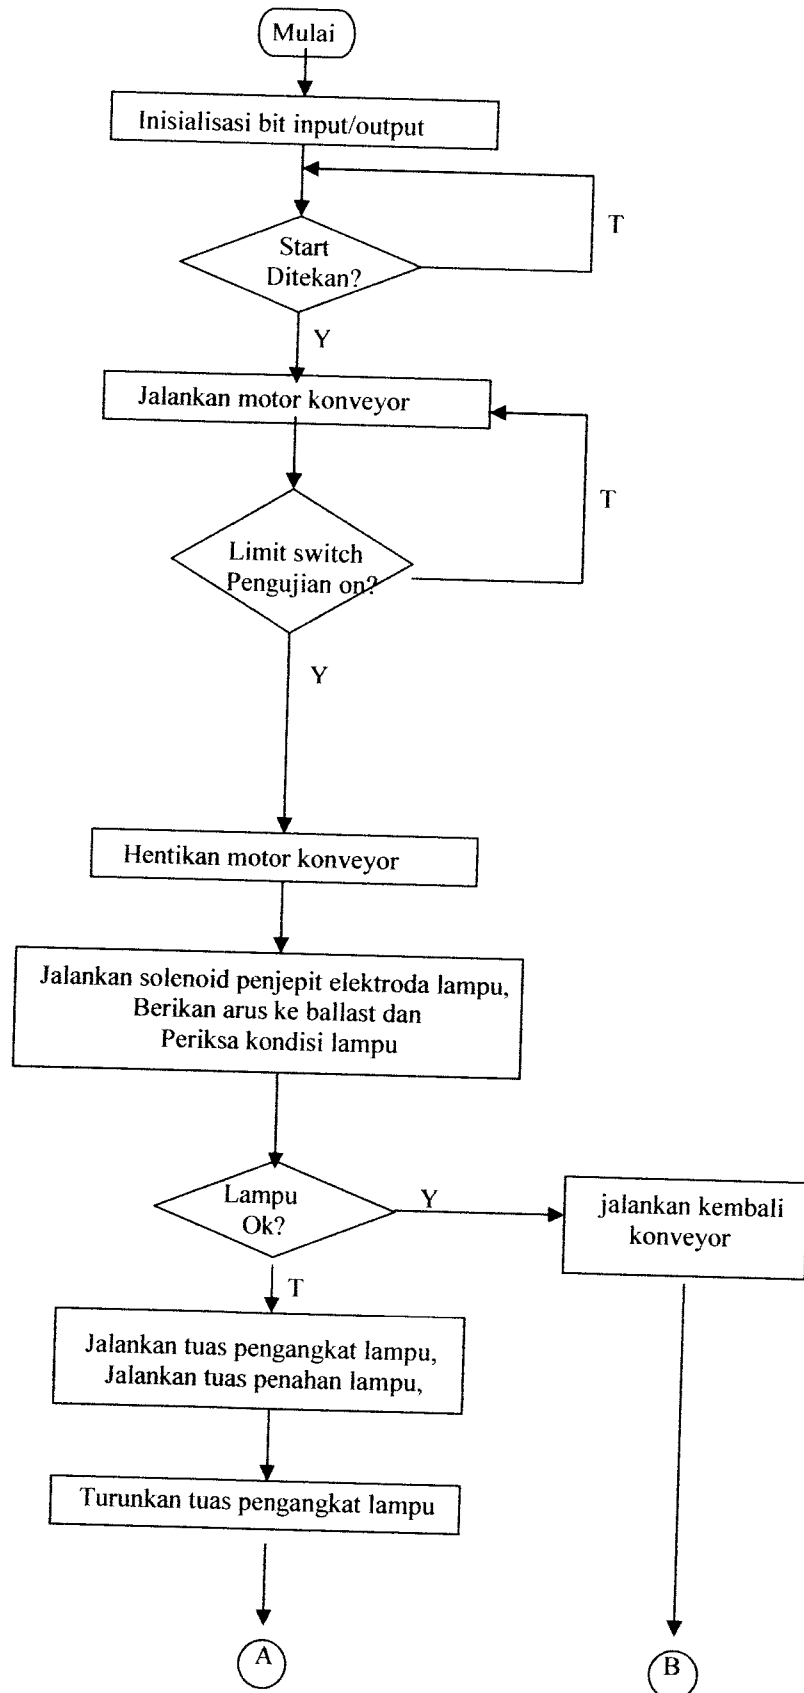 Mulai
Inisialisasi bit input/output
T
Start
Ditekan?
Y
Jalankan motor konveyor
T
Limit switch
Pengujian on?
Y
Hentikan motor konveyor
Jalankan solenoid penjepit elektroda lampu,
Berikan arus ke ballast dan
Periksa kondisi lampu
Lampu
Ok?
Y
jalankan kembali
konveyor
T
Jalankan tuas pengangkat lampu,
Jalankan tuas penahan lampu,
Turunkan tuas pengangkat lampu
A
B